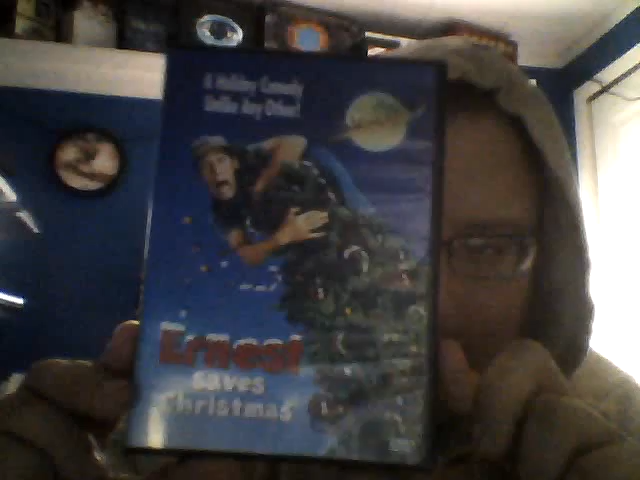 A Holiday Comedy
Unlike Any Other!
Ernest
Saves
Christmas